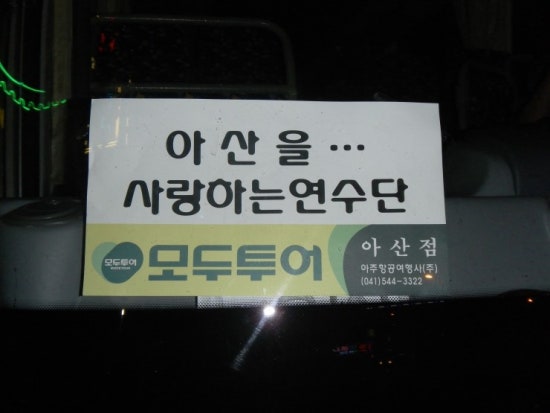 아산을...
사랑하는연수단
모두투어
모두투어
아산점
아주항공여행사(주)
(041)544-3322